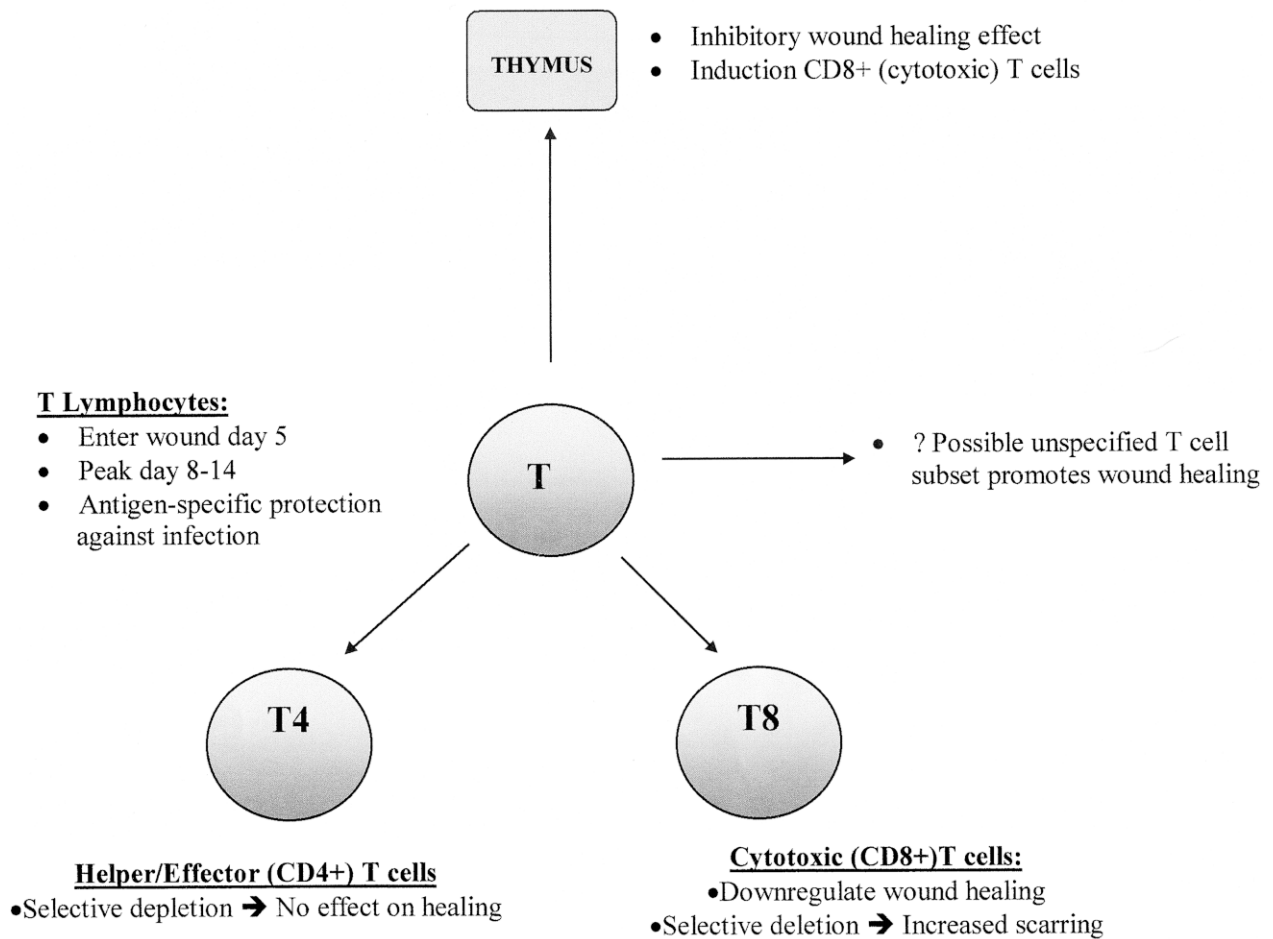 THYMUS
• Inhibitory wound healing effect
• Induction CD8+ (cytotoxic) T cells
T Lymphocytes:
• Enter wound day 5
• Peak day 8-14
• Antigen-specific protection
against infection
T
• ? Possible unspecified T cell
subset promotes wound healing
T4
T8
Helper/Effector (CD4+) T cells
•Selective depletion ➔ No effect on healing
Cytotoxic (CD8+)T cells:
•Downregulate wound healing
•Selective deletion ➔ Increased scarring